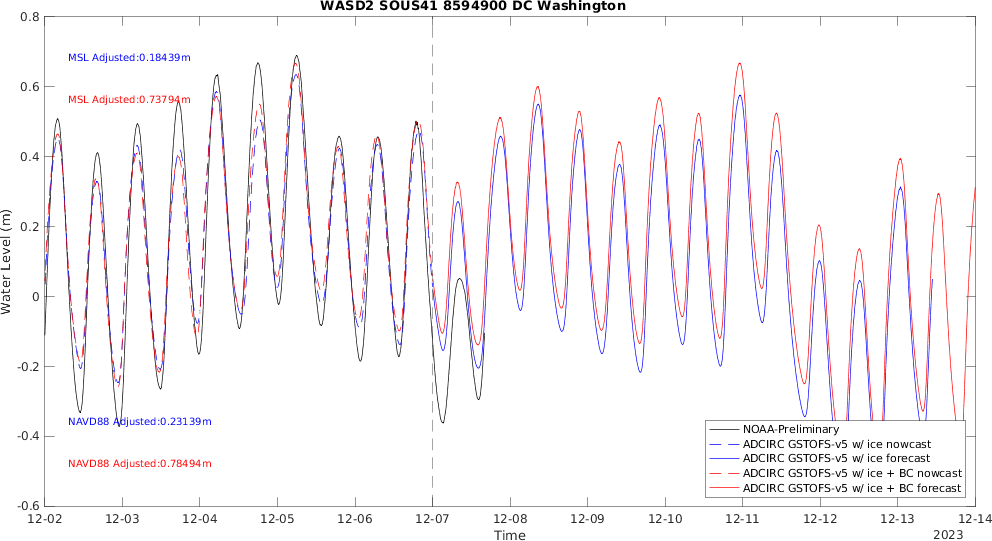 WASD2 SOUS41 8594900 DC Washington
0.8
0.6
0.4
0.2
0
-0.2
-0.4
-0.6
Water Level (m)
MSL Adjusted:0.18439m
MSL Adjusted:0.73794m
NAVD88 Adjusted:0.23139m
NAVD88 Adjusted:0.78494m
NOAA-Preliminary
ADCIRC GSTOFS-v5 w/ ice nowcast
ADCIRC GSTOFS-v5 w/ ice forecast
ADCIRC GSTOFS-v5 w/ ice + BC nowcast
ADCIRC GSTOFS-v5 w/ ice + BC forecast
12-02 12-03 12-04 12-05 12-06 12-07 12-08 12-09 12-10 12-11 12-12 12-13 12-14
Time
2023